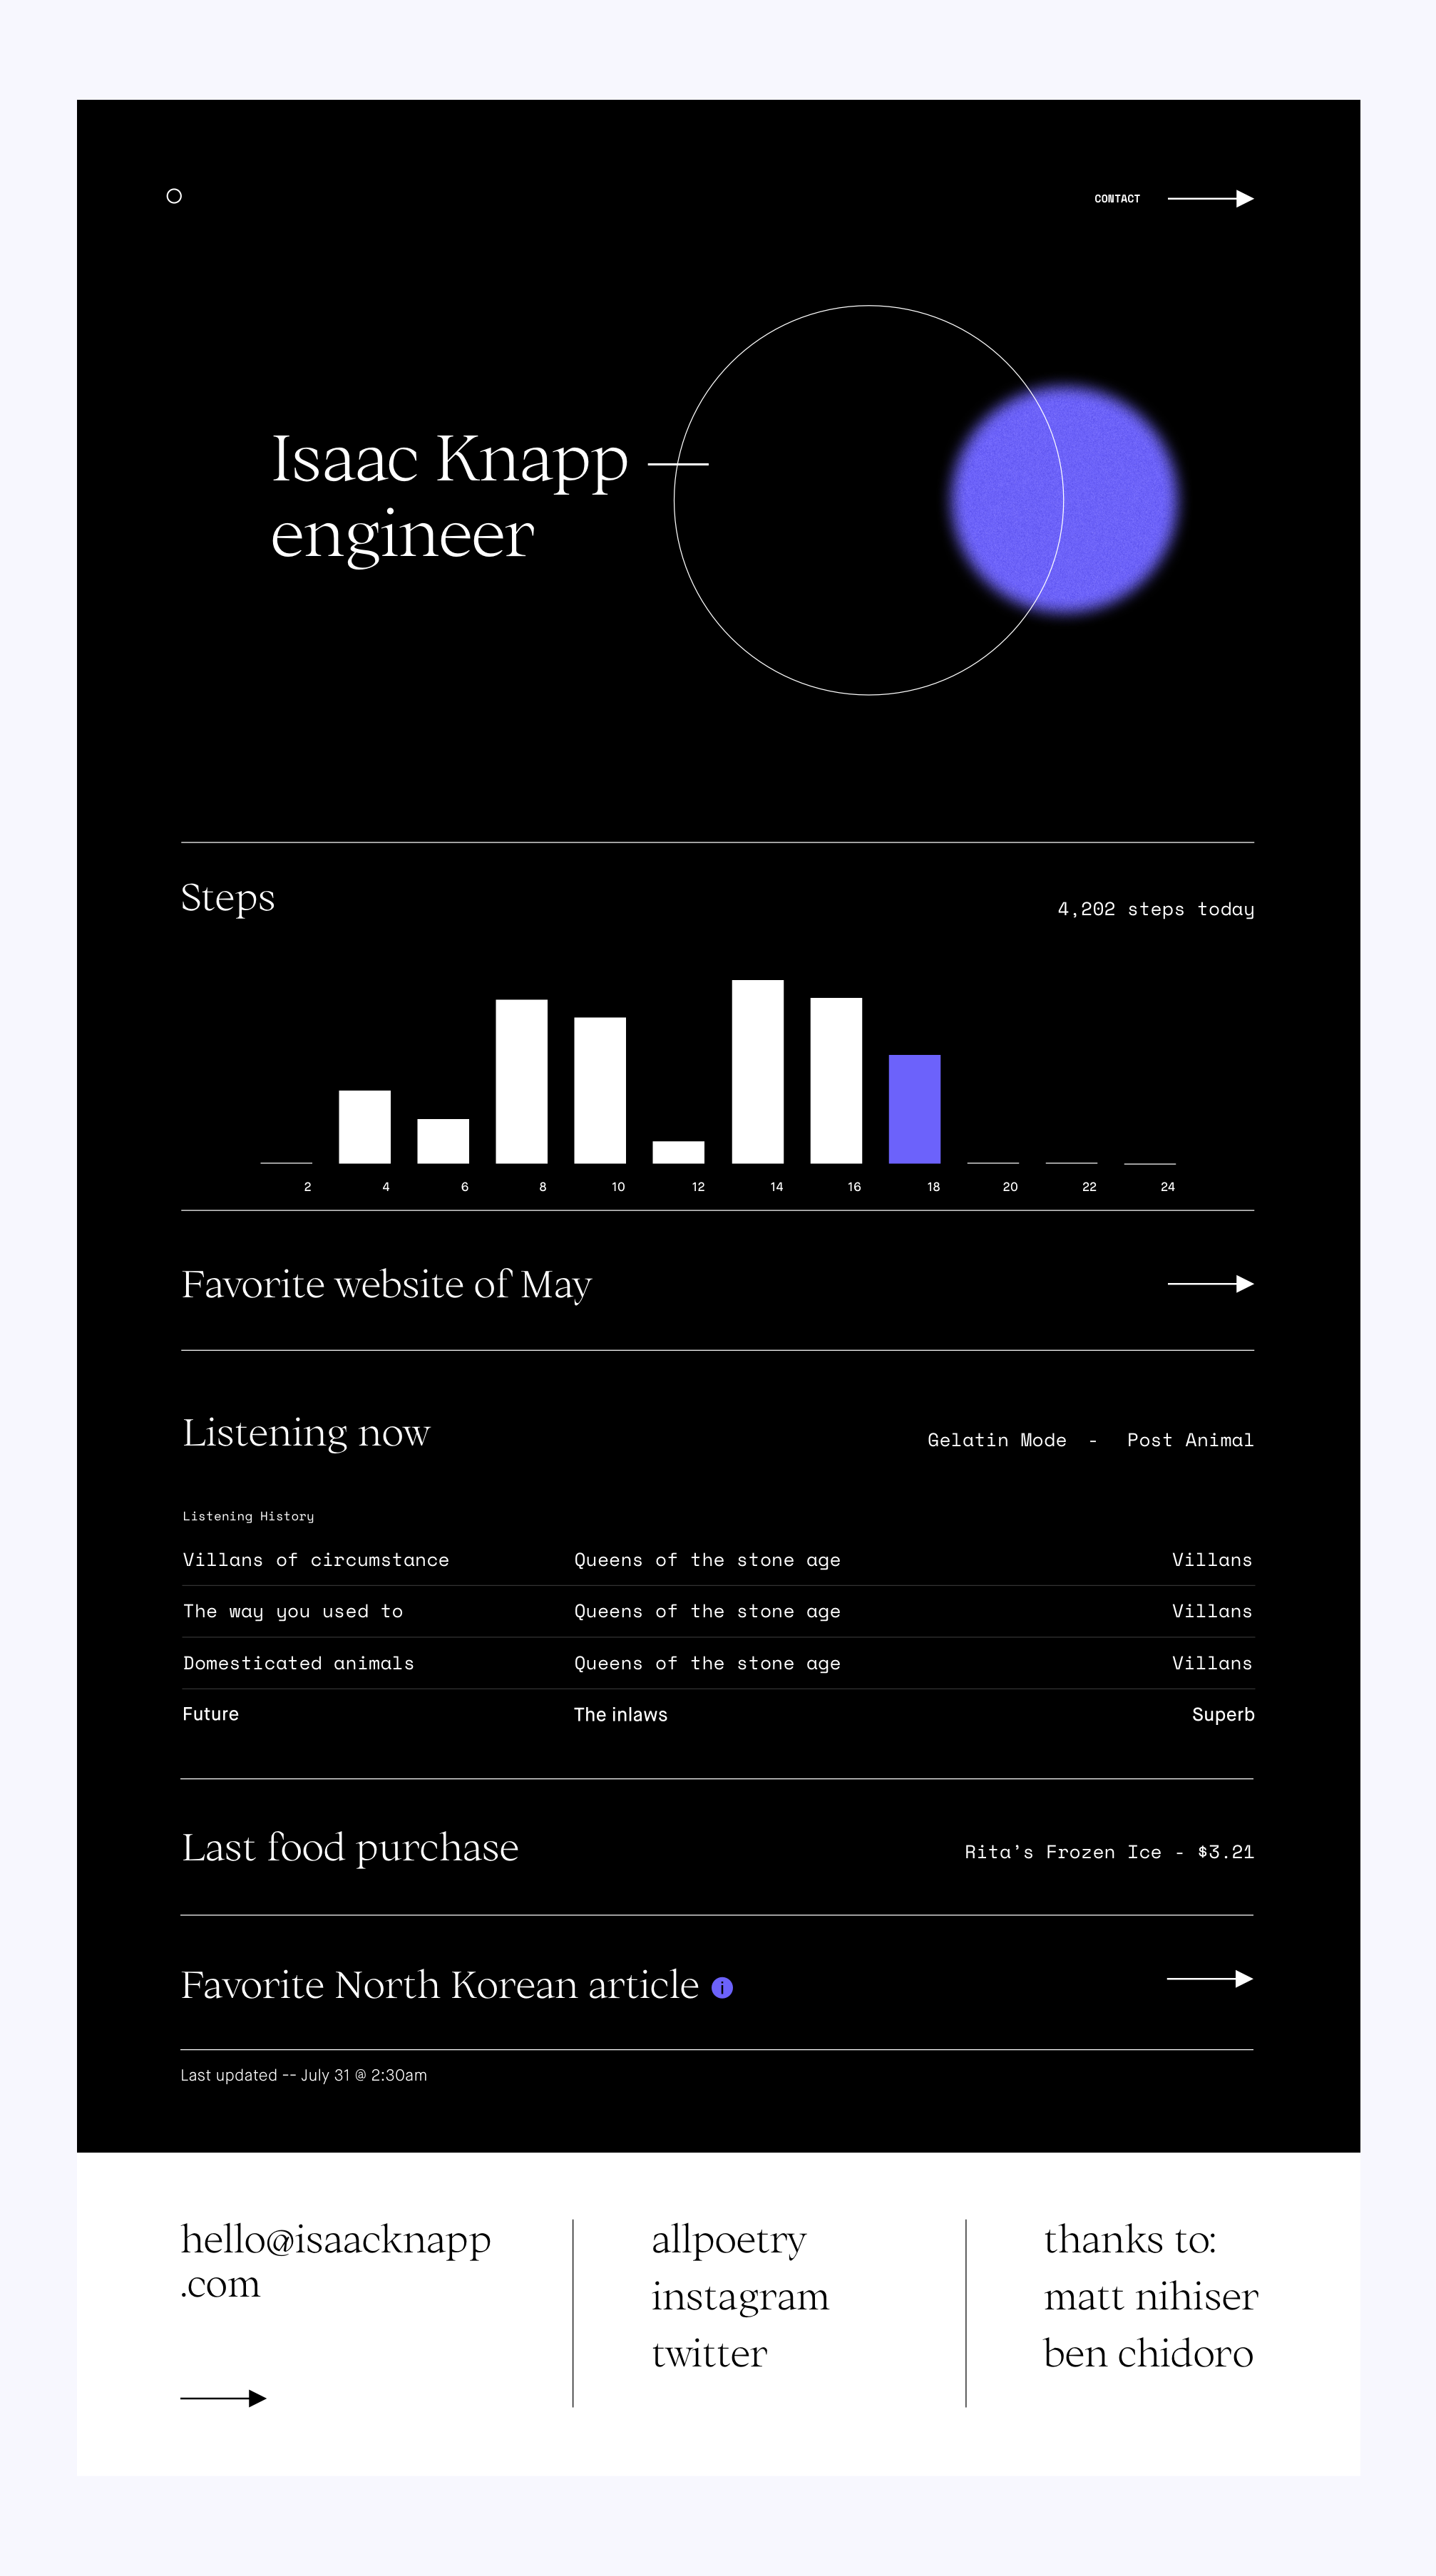 CONTACT
Isaac Knapp
engineer
Steps
4,202 steps today
2 4 6 8 10 12 14 16 18 20 22 24
Favorite website of May
Listening now
Gelatin Mode - Post Animal
Listening History
Villans of circumstance Queens of the stone age Villans
The way you used to Queens of the stone age Villans
Domesticated animals Queens of the stone age Villans
Future The inlaws Superb
Last food purchase
Rita's Frozen Ice - $3.21
Favorite North Korean article i
Last updated -- July 31 @ 2:30am
hello@isaacknapp
.com
allpoetry
instagram
twitter
thanks to:
matt nihiser
ben chidoro